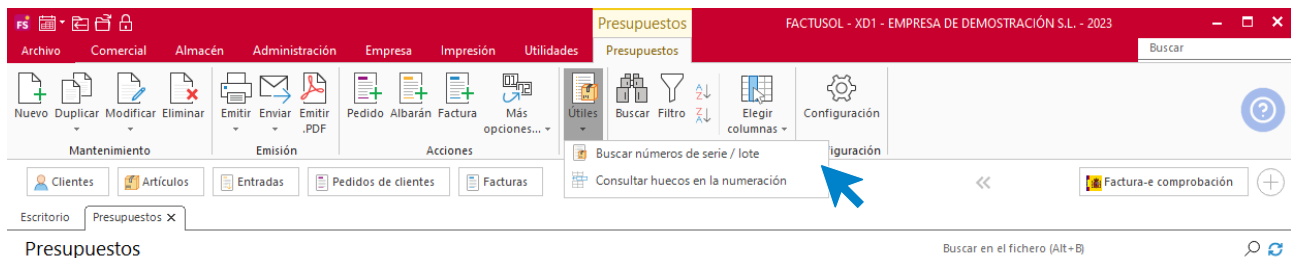 FS
Presupuestos
FACTUSOL - XD1 - EMPRESA DE DEMOSTRACIÓN S.L. - 2023
Archivo Comercial Almacén Administración Empresa Impresión Utilidades Presupuestos Buscar
Nuevo Duplicar Modificar Eliminar Emitir Enviar Emitir .PDF Pedido Albarán Factura Más opciones... Útiles Buscar Filtro Elegir columnas Configuración
Mantenimiento Emisión Acciones iguración
Buscar números de serie / lote
Consultar huecos en la numeración
Clientes Artículos Entradas Pedidos de clientes Facturas Factura-e comprobación
Escritorio Presupuestos
Presupuestos Buscar en el fichero (Alt+B)